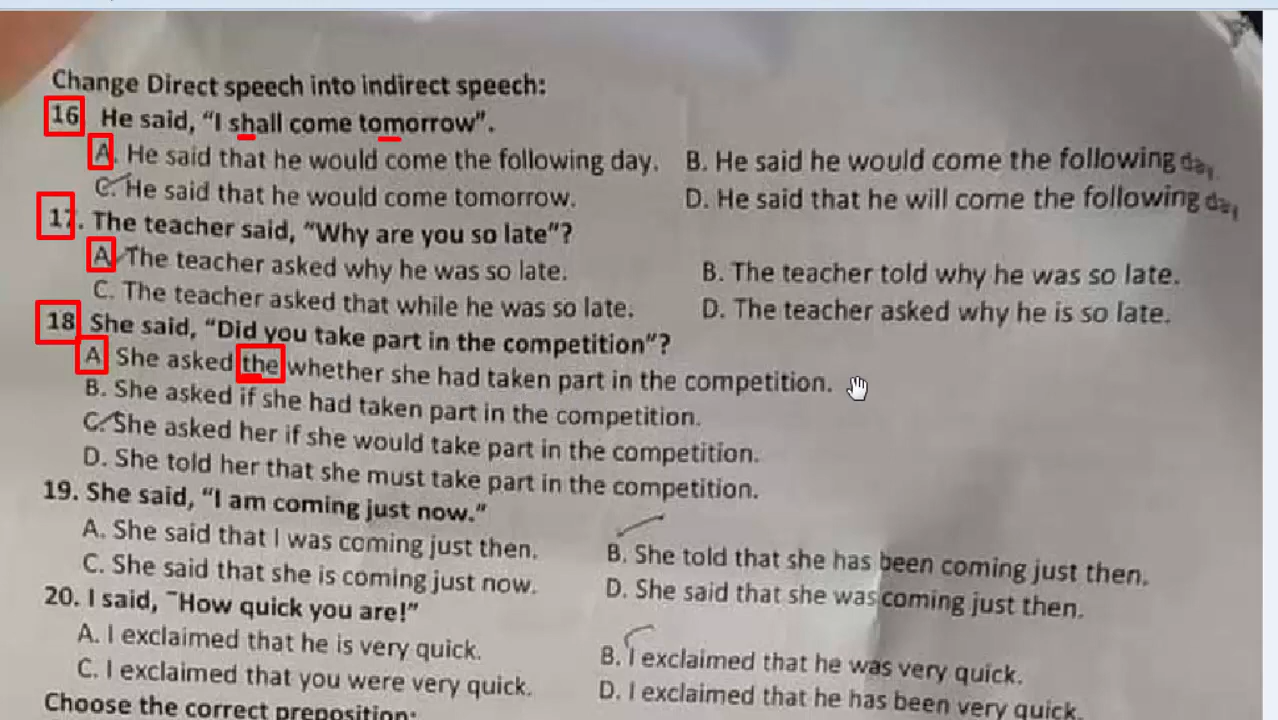 Change Direct speech into indirect speech:
16 He said, “I shall come tomorrow”.
A. He said that he would come the following day. B. He said he would come the following day.
C. He said that he would come tomorrow. D. He said that he will come the following day
17. The teacher said, “Why are you so late”?
A. The teacher asked why he was so late. B. The teacher told why he was so late.
C. The teacher asked that while he was so late. D. The teacher asked why he is so late.
18 She said, “Did you take part in the competition”?
A She asked the whether she had taken part in the competition.
B. She asked if she had taken part in the competition.
C. She asked her if she would take part in the competition.
D. She told her that she must take part in the competition.
19. She said, “I am coming just now.”
A. She said that I was coming just then. B. She told that she has been coming just then.
C. She said that she is coming just now. D. She said that she was coming just then.
20. I said, “How quick you are!”
A. I exclaimed that he is very quick. B. I exclaimed that he was very quick.
C. I exclaimed that you were very quick. D. I exclaimed that he has been very quick.
Choose the correct preposition: